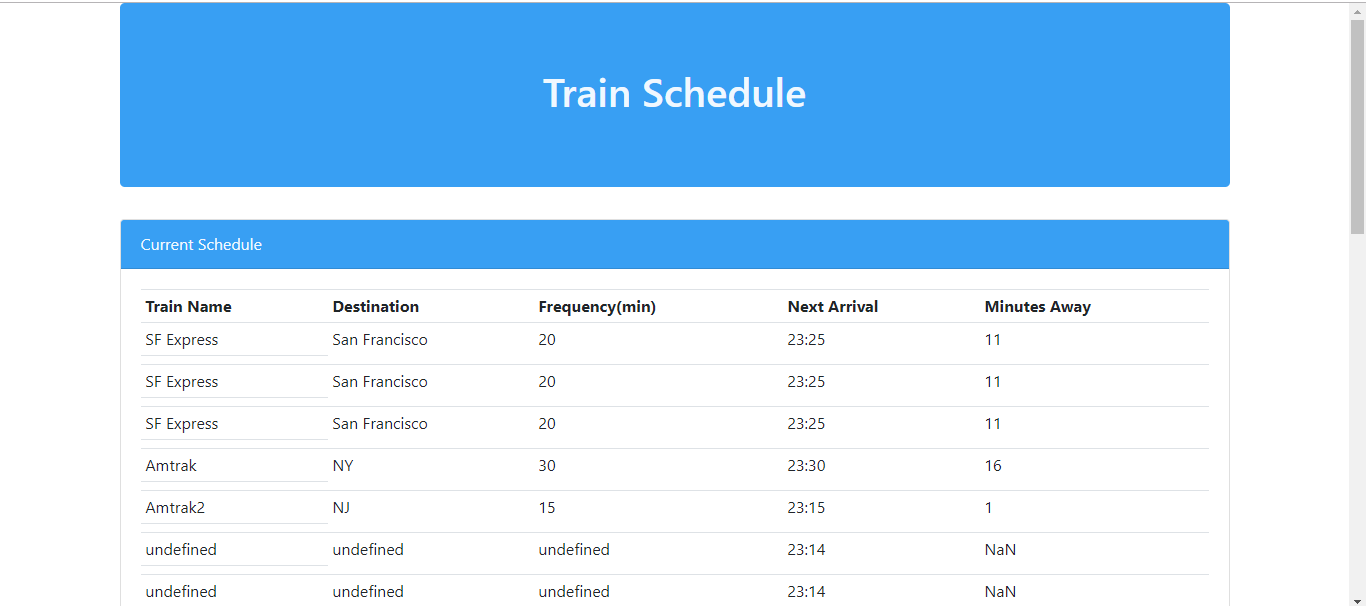 Train Schedule
Current Schedule
Train Name Destination Frequency(min) Next Arrival Minutes Away
SF Express San Francisco 20 23:25 11
SF Express San Francisco 20 23:25 11
SF Express San Francisco 20 23:25 11
Amtrak NY 30 23:30 16
Amtrak2 NJ 15 23:15 1
undefined undefined undefined 23:14 NaN
undefined undefined undefined 23:14 NaN